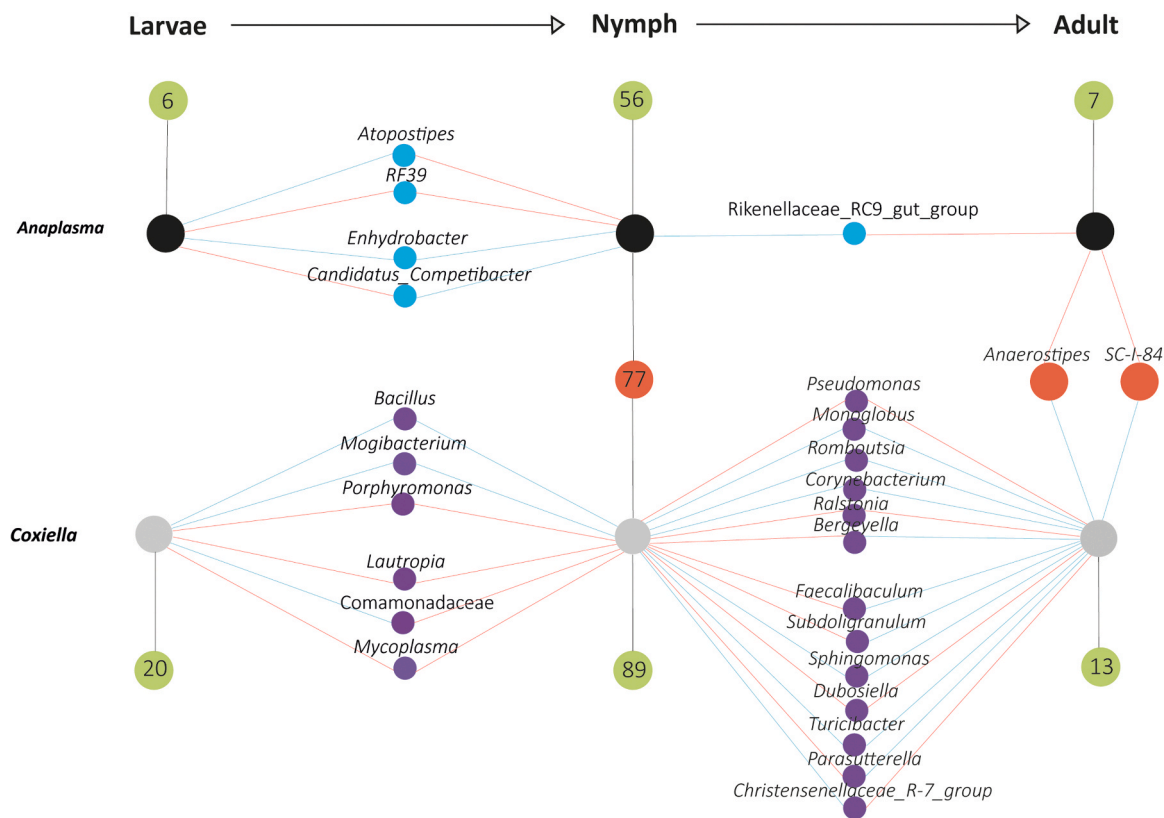 Larvae
Nymph
Adult
6
56
7
Atopostipes
RF39
Rikenellaceae_RC9_gut_group
Anaplasma
Enhydrobacter
Candidatus_Competibacter
77
Anaerostipes
SC-I-84
Bacillus
Mogibacterium
Porphyromonas
Pseudomonas
Monoglobus
Romboutsia
Corynebacterium
Ralstonia
Bergeyella
Coxiella
Lautropia
Comamonadaceae
Mycoplasma
Faecalibaculum
Subdoligranulum
Sphingomonas
Dubosiella
Turicibacter
Parasutterella
Christensenellaceae_R-7_group
20
89
13